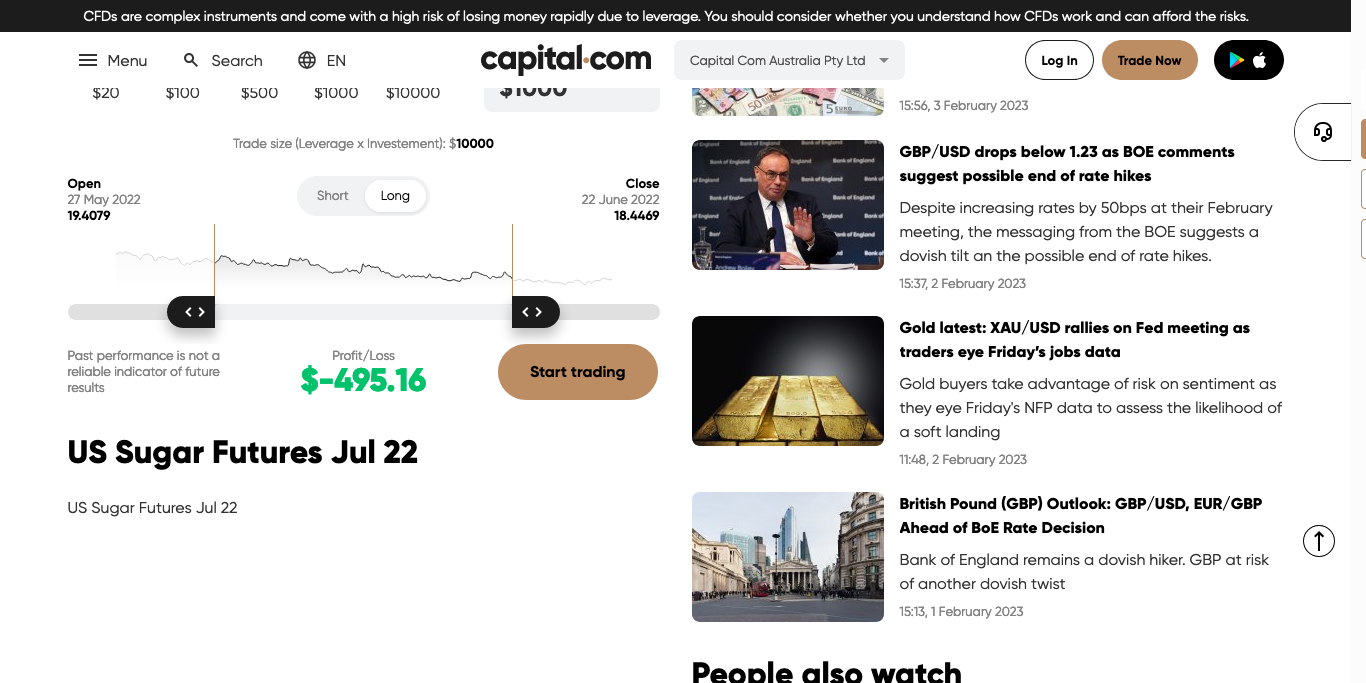 CFDs are complex instruments and come with a high risk of losing money rapidly due to leverage. You should consider whether you understand how CFDs work and can afford the risks.
Menu
Search
EN
capital.com
Capital Com Australia Pty Ltd
Log In
Trade Now
$20
$100
$500
$1000
$10000
$1000
Trade size (Leverage x Investement): $10000
Open
27 May 2022
19.4079
Short
Long
Close
22 June 2022
18.4469
Past performance is not a
reliable indicator of future
results
Profit/Loss
$-495.16
Start trading
US Sugar Futures Jul 22
US Sugar Futures Jul 22
15:56, 3 February 2023
Bank of England
GBP/USD drops below 1.23 as BOE comments
suggest possible end of rate hikes
Despite increasing rates by 50bps at their February
meeting, the messaging from the BOE suggests a
dovish tilt an the possible end of rate hikes.
15:37, 2 February 2023
Gold latest: XAU/USD rallies on Fed meeting as
traders eye Friday’s jobs data
Gold buyers take advantage of risk on sentiment as
they eye Friday's NFP data to assess the likelihood of
a soft landing
11:48, 2 February 2023
British Pound (GBP) Outlook: GBP/USD, EUR/GBP
Ahead of BoE Rate Decision
Bank of England remains a dovish hiker. GBP at risk
of another dovish twist
15:13, 1 February 2023
People also watch